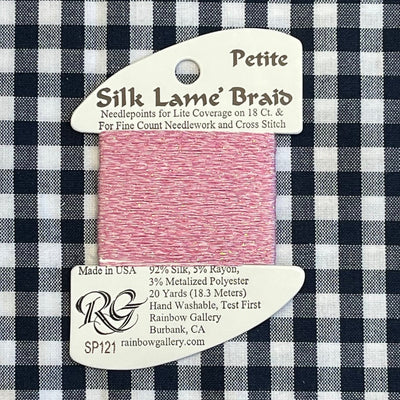 Petite
Silk Lame' Braid
Needlepoints for Lite Coverage on 18 Ct. &
For Fine Count Needlework and Cross Stitch
Made in USA 92% Silk, 5% Rayon,
3% Metalized Polyester
20 Yards (18.3 Meters)
Hand Washable, Test First
RG Rainbow Gallery
Burbank, CA
SP121 rainbowgallery.com